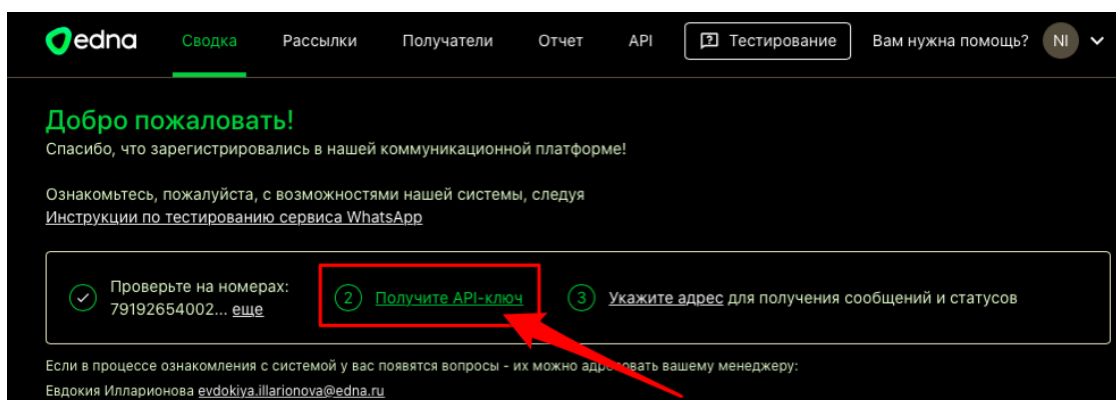 edna Сводка Рассылки Получатели Отчет API Тестирование Вам нужна помощь? NI
Добро пожаловать!
Спасибо, что зарегистрировались в нашей коммуникационной платформе!
Ознакомьтесь, пожалуйста, с возможностями нашей системы, следуя
Инструкции по тестированию сервиса WhatsApp
Проверьте на номерах:
79192654002... еще
2 Получите API-ключ
3 Укажите адрес для получения сообщений и статусов
Если в процессе ознакомления с системой у вас появятся вопросы - их можно адресовать вашему менеджеру:
Евдокия Илларионова evdokiya.illarionova@edna.ru